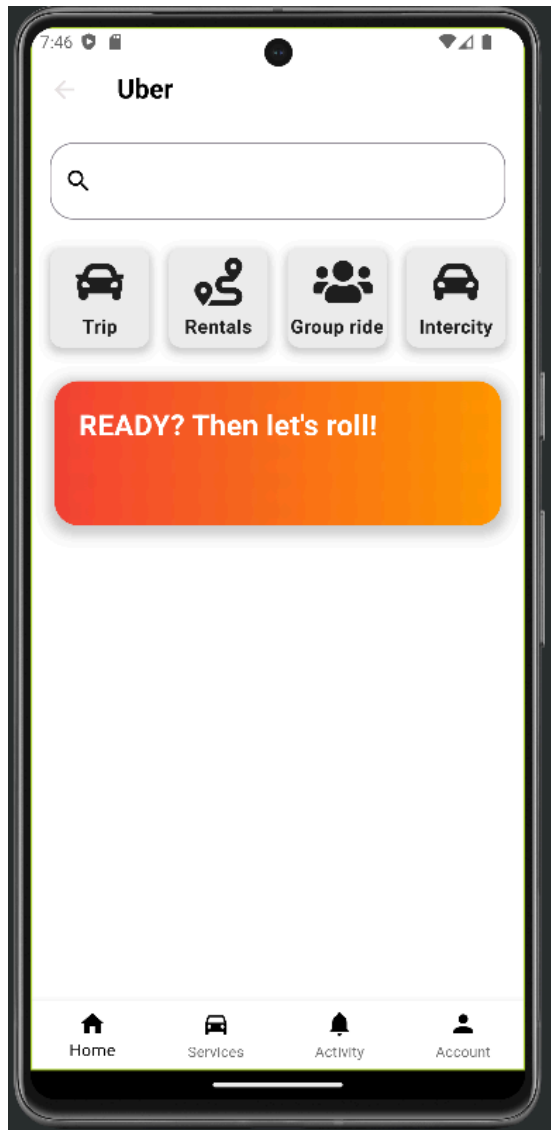 7:46
Uber
Trip Rentals Group ride Intercity
READY? Then let's roll!
Home Services Activity Account